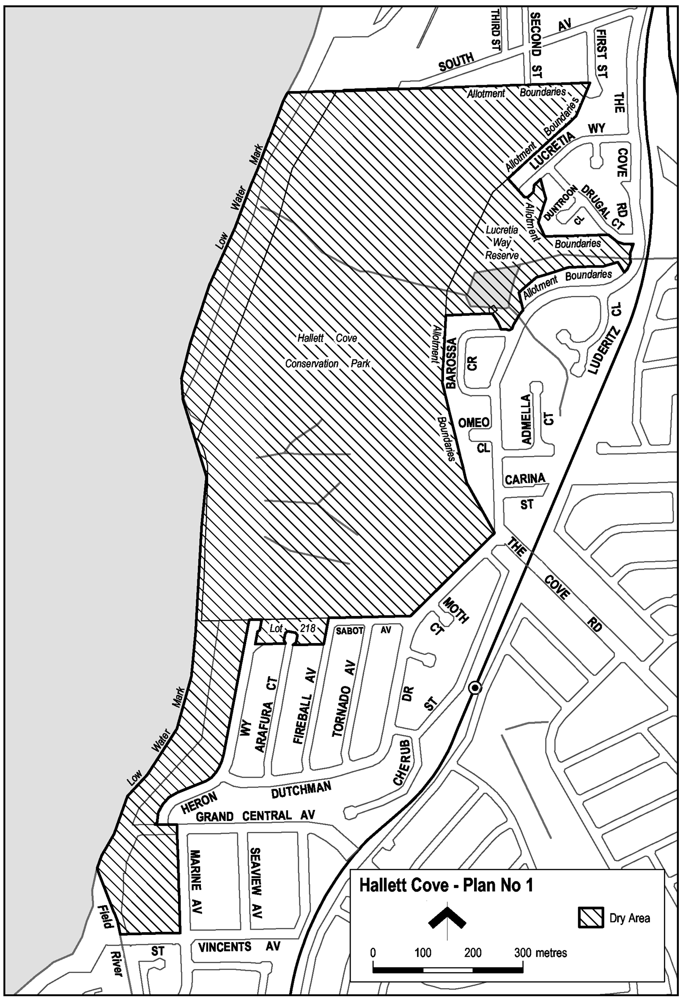 THIRD ST
SECOND ST
SOUTH AV
FIRST ST
THE COVE RD
Allotment Boundaries
Allotment Boundaries
LUCRETIA WY
DUNTROON CL
DRUGAL CT
Allotment Boundaries
Low Water Mark
Lucretia
Way
Reserve
Allotment Boundaries
LUDERITZ CL
Hallett Cove
Conservation Park
Allotment Boundaries
BAROSSA CR
OMEO CL
ADMELLA CT
CARINA
ST
THE COVE RD
MOTH CT
Lot 218
SABOT AV
WY
ARAFURA CT
FIREBALL AV
TORNADO AV
DR
ST
CHERUB
DUTCHMAN
HERON
GRAND CENTRAL AV
Low Water Mark
MARINE AV
SEAVIEW AV
Field River
ST VINCENTS AV
Hallett Cove - Plan No 1
Dry Area
0 100 200 300 metres